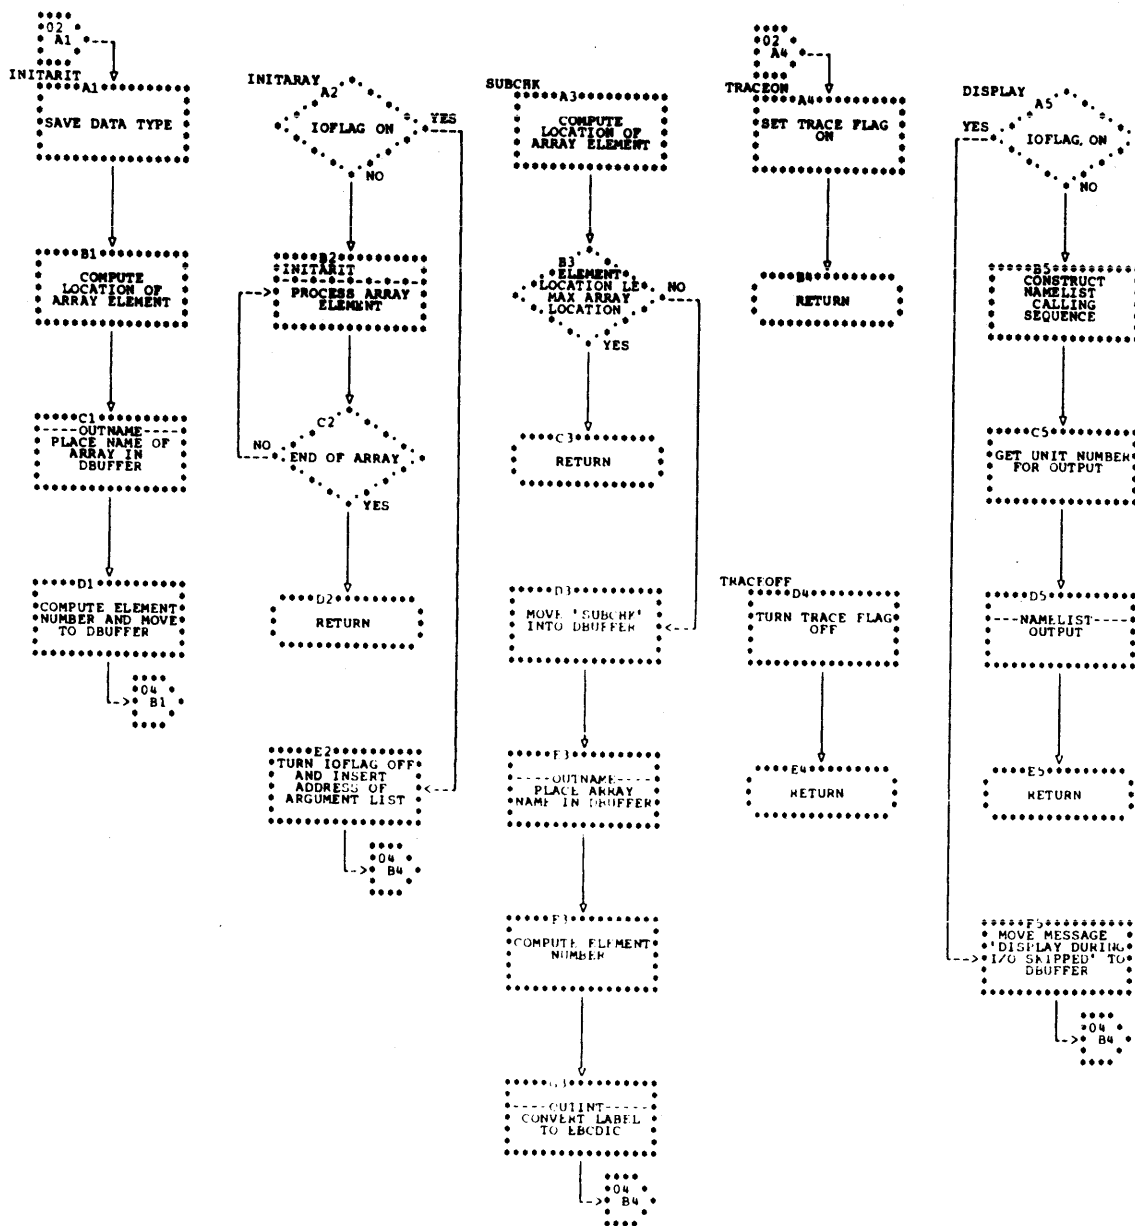 02
A1
INITARIT
A1
SAVE DATA TYPE
B1
COMPUTE
LOCATION OF
ARRAY ELEMENT
C1
OUTNAME
PLACE NAME OF
ARRAY IN
DBUFFER
D1
COMPUTE ELEMENT
NUMBER AND MOVE
TO DBUFFER
04
B1
INITARAY
A2
IOFLAG ON
YES
NO
B2
INITARIT
PROCESS ARRAY
ELEMENT
C2
NO
END OF ARRAY
YES
D2
RETURN
E2
TURN IOFLAG OFF
AND INSERT
ADDRESS OF
ARGUMENT LIST
04
B4
SUBCHK
A3
COMPUTE
LOCATION OF
ARRAY ELEMENT
B3
ELEMENT
LOCATION LE
MAX ARRAY
LOCATION
NO
YES
C3
RETURN
D3
MOVE 'SUBCHK'
INTO DBUFFER
E3
OUTNAME
PLACE ARRAY
NAME IN DBUFFER
F3
COMPUTE ELEMENT
NUMBER
G3
OUTINT
CONVERT LABEL
TO EBCDIC
04
B4
02
A4
TRACEON
A4
SET TRACE FLAG
ON
B4
RETURN
TRACEOFF
D4
TURN TRACE FLAG
OFF
E4
RETURN
DISPLAY
A5
YES
IOFLAG ON
NO
B5
CONSTRUCT
NAMELIST
CALLING
SEQUENCE
C5
GET UNIT NUMBER
FOR OUTPUT
D5
NAMELIST
OUTPUT
E5
RETURN
F5
MOVE MESSAGE
'DISPLAY DURING
I/O SKIPPED' TO
DBUFFER
04
B4